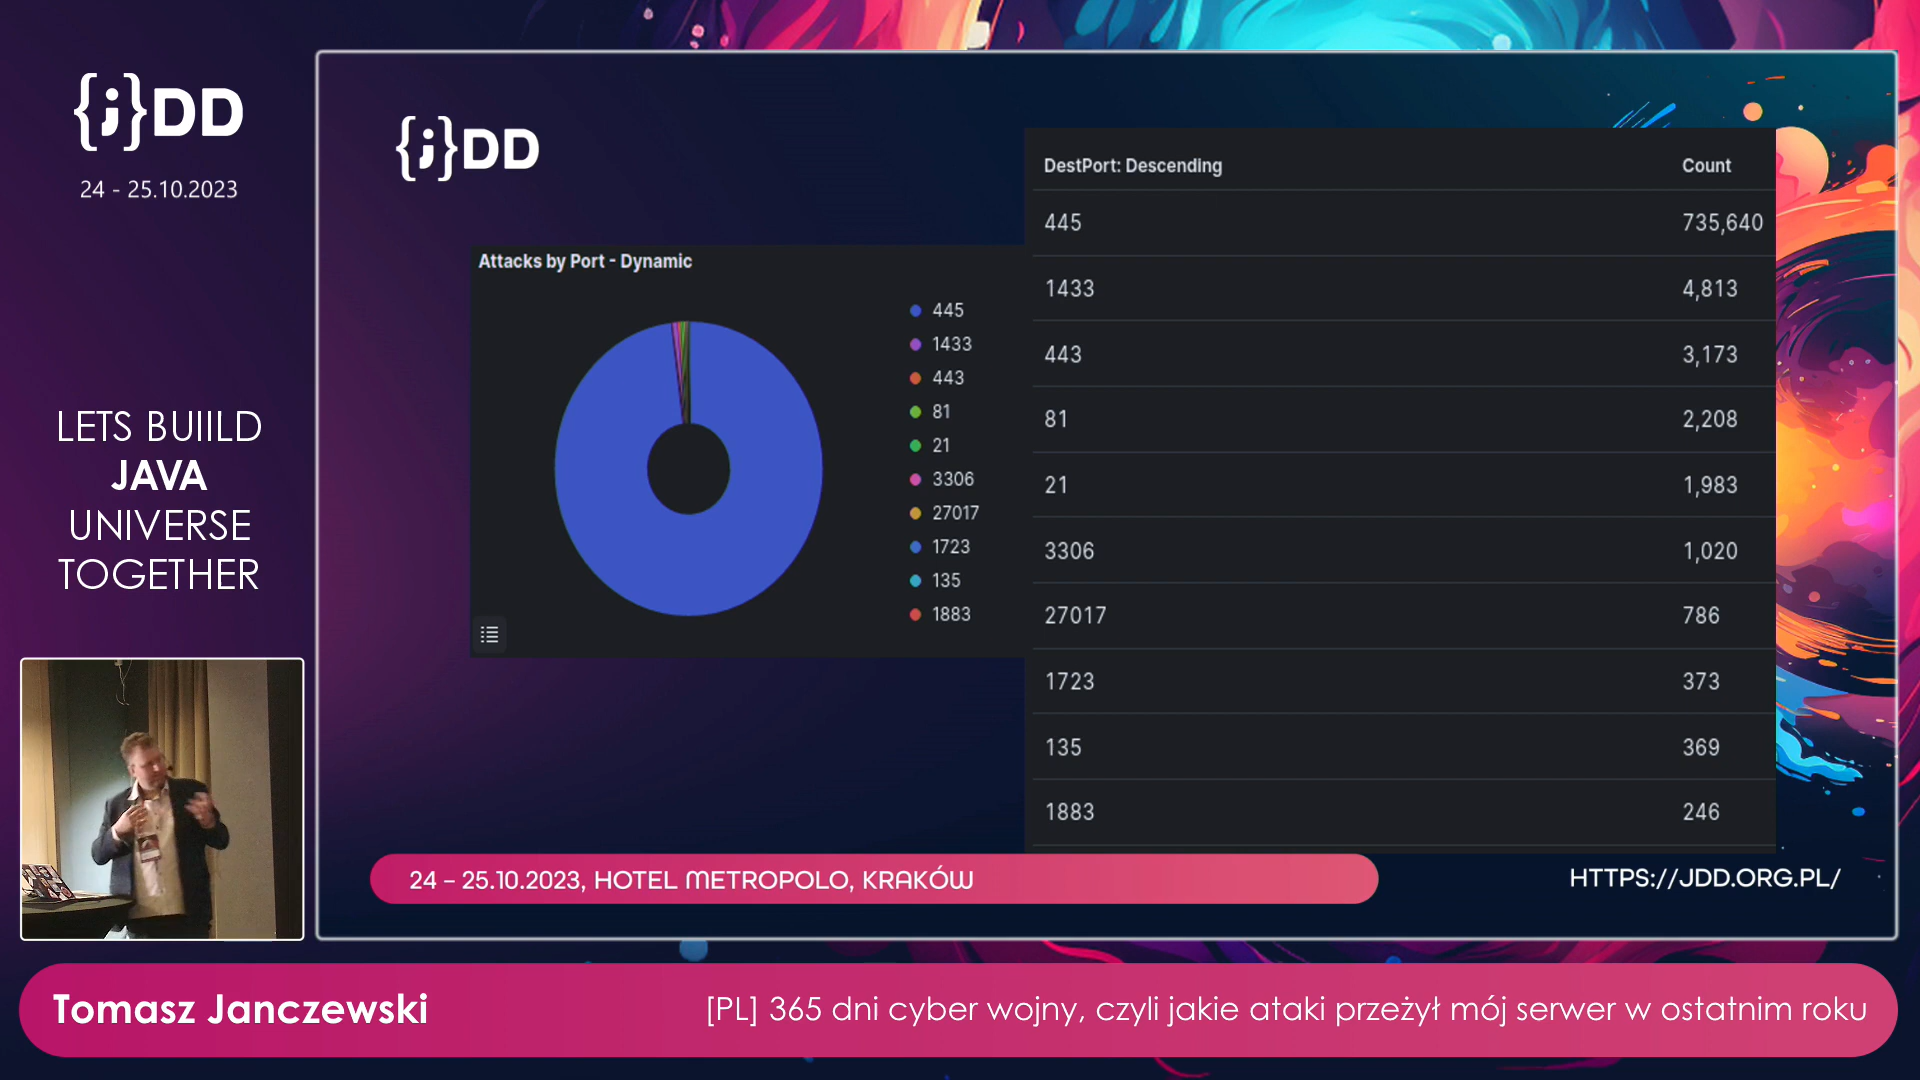 {;}DD
24 - 25.10.2023
LETS BUIILD
JAVA
UNIVERSE
TOGETHER
{;}DD
Attacks by Port - Dynamic
445
1433
443
81
21
3306
27017
1723
135
1883
DestPort: Descending Count
445 735,640
1433 4,813
443 3,173
81 2,208
21 1,983
3306 1,020
27017 786
1723 373
135 369
1883 246
24 – 25.10.2023, HOTEL METROPOLO, KRAKÓW
HTTPS://JDD.ORG.PL/
Tomasz Janczewski
[PL] 365 dni cyber wojny, czyli jakie ataki przeżył mój serwer w ostatnim roku